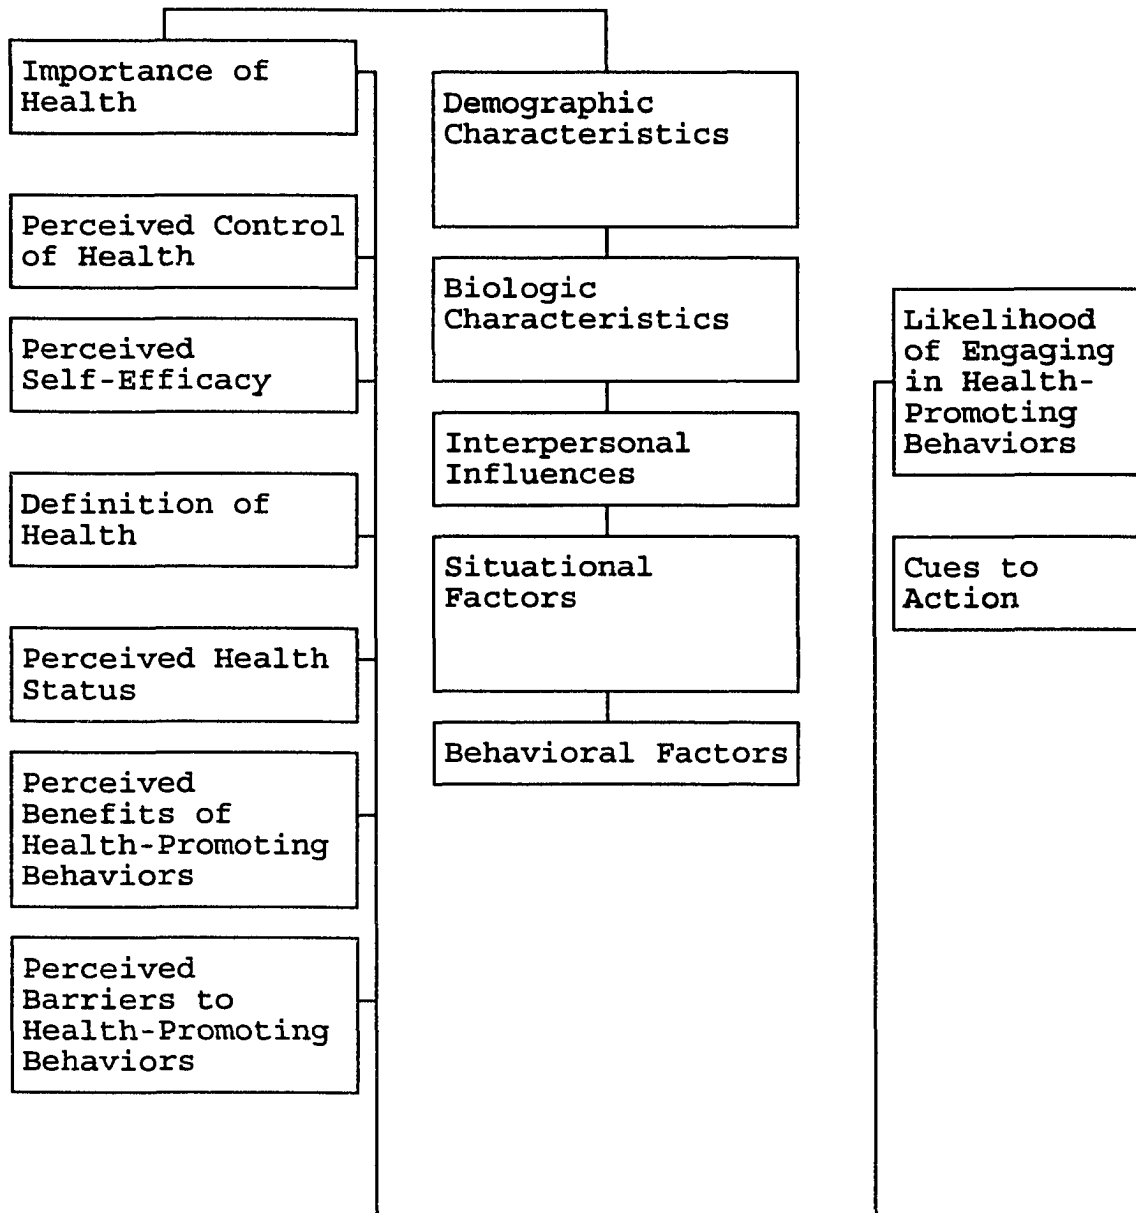 Importance of
Health
Perceived Control
of Health
Perceived
Self-Efficacy
Definition of
Health
Perceived Health
Status
Perceived
Benefits of
Health-Promoting
Behaviors
Perceived
Barriers to
Health-Promoting
Behaviors
Demographic
Characteristics
Biologic
Characteristics
Interpersonal
Influences
Situational
Factors
Behavioral Factors
Likelihood
of Engaging
in Health-
Promoting
Behaviors
Cues to
Action